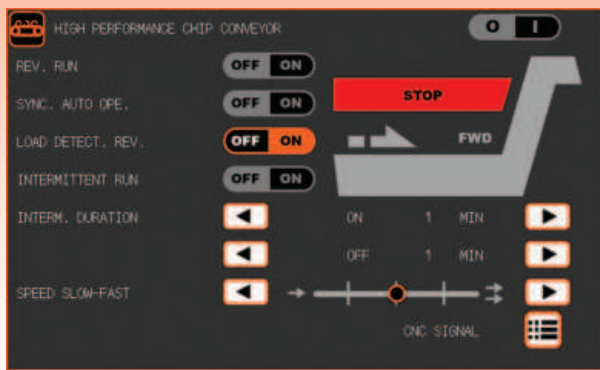 HIGH PERFORMANCE CHIP CONVEYOR O I
REV. RUN OFF ON
SYNC. AUTO OPE. OFF ON STOP
LOAD DETECT. REV. OFF ON FWD
INTERMITTENT RUN OFF ON
INTERM. DURATION ON 1 MIN
OFF 1 MIN
SPEED SLOW-FAST
CNC SIGNAL